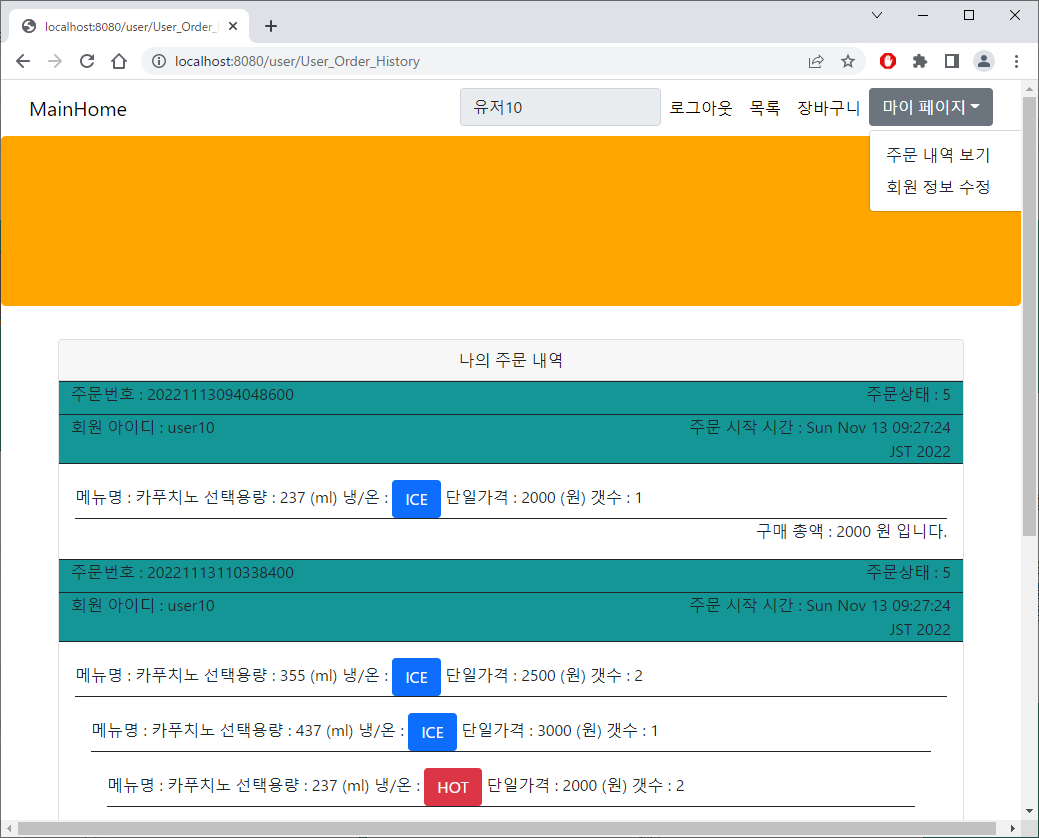 localhost:8080/user/User_Order_
localhost:8080/user/User_Order_History
MainHome
유저10
로그아웃
목록
장바구니
마이 페이지
주문 내역 보기
회원 정보 수정
나의 주문 내역
주문번호 : 20221113094048600 주문상태 : 5
회원 아이디 : user10 주문 시작 시간 : Sun Nov 13 09:27:24
JST 2022
메뉴명 : 카푸치노 선택용량 : 237 (ml) 냉/온 : ICE 단일가격 : 2000 (원) 갯수 : 1
구매 총액 : 2000 원 입니다.
주문번호 : 20221113110338400 주문상태 : 5
회원 아이디 : user10 주문 시작 시간 : Sun Nov 13 09:27:24
JST 2022
메뉴명 : 카푸치노 선택용량 : 355 (ml) 냉/온 : ICE 단일가격 : 2500 (원) 갯수 : 2
메뉴명 : 카푸치노 선택용량 : 437 (ml) 냉/온 : ICE 단일가격 : 3000 (원) 갯수 : 1
메뉴명 : 카푸치노 선택용량 : 237 (ml) 냉/온 : HOT 단일가격 : 2000 (원) 갯수 : 2